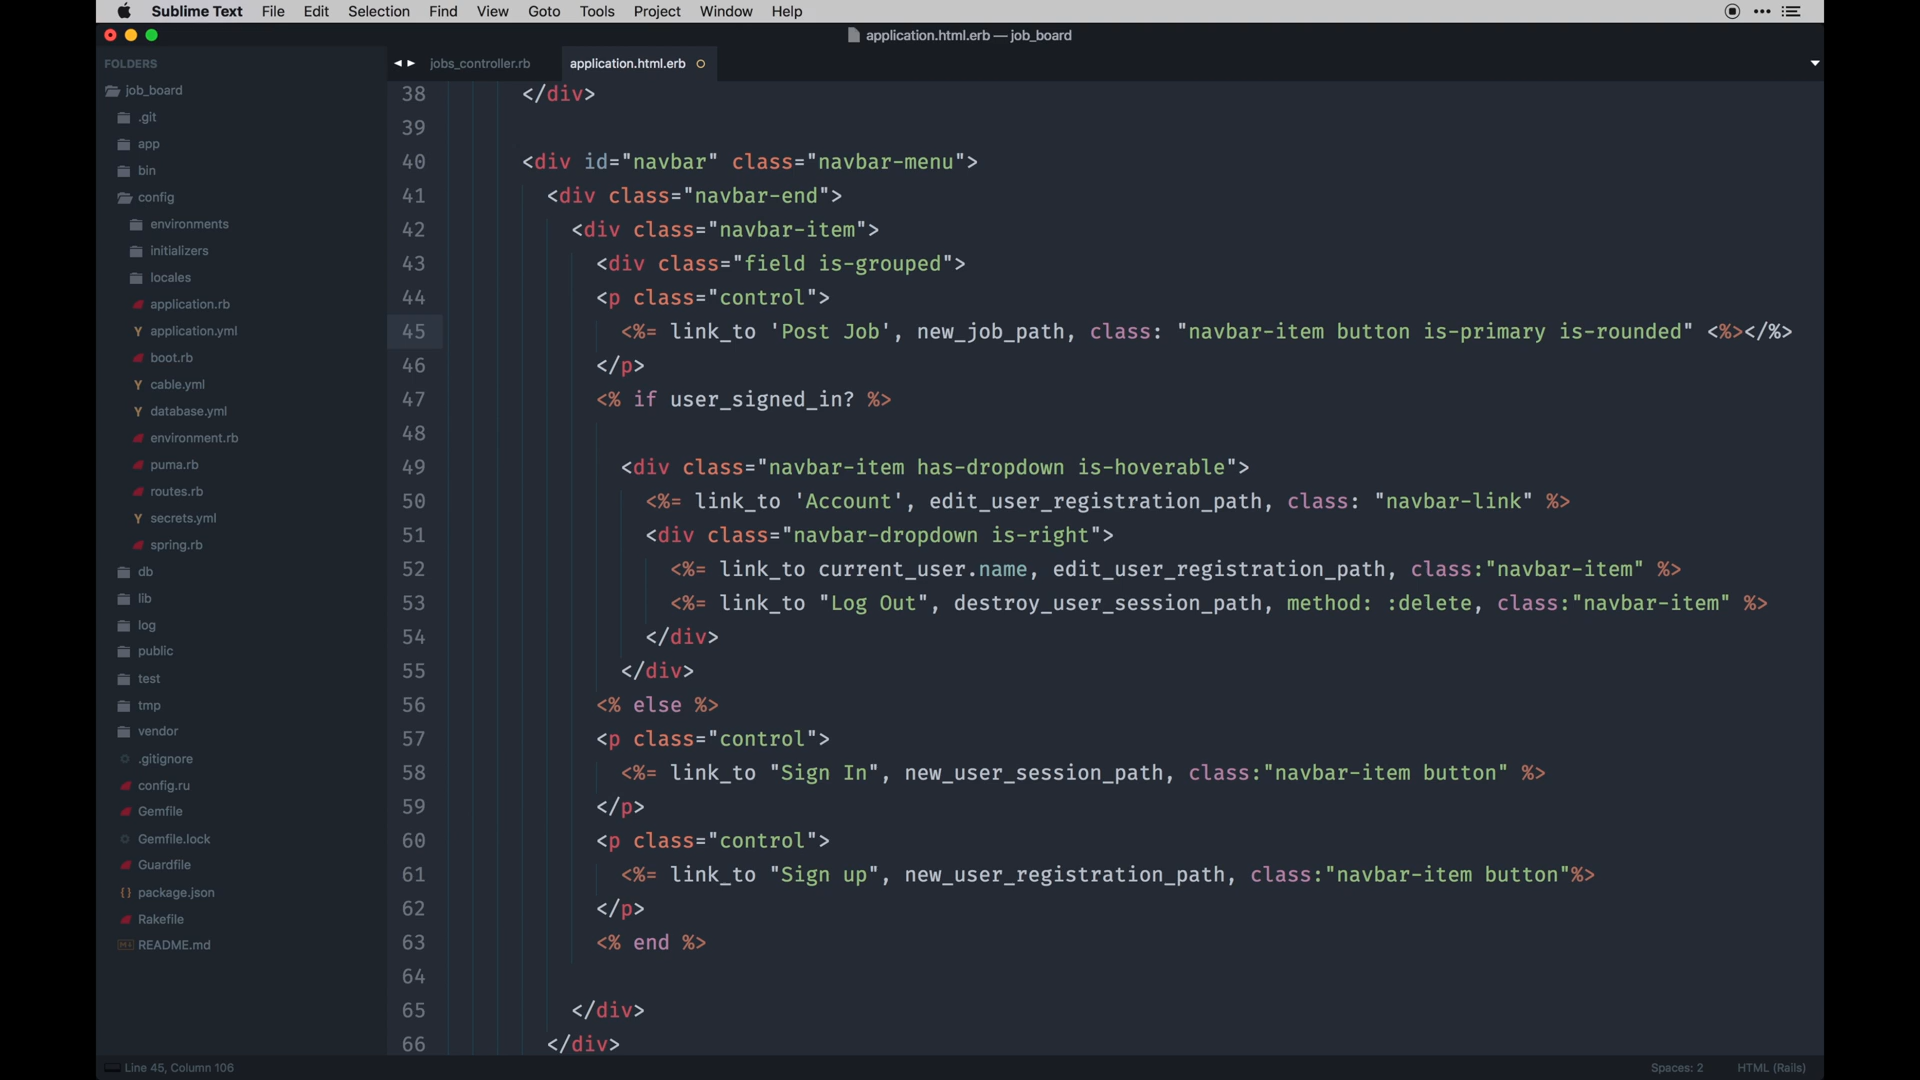 Sublime Text File Edit Selection Find View Goto Tools Project Window Help
application.html.erb — job_board
FOLDERS
job_board
.git
app
bin
config
environments
initializers
locales
application.rb
application.yml
boot.rb
cable.yml
database.yml
environment.rb
puma.rb
routes.rb
secrets.yml
spring.rb
db
lib
log
public
test
tmp
vendor
.gitignore
config.ru
Gemfile
Gemfile.lock
Guardfile
package.json
Rakefile
README.md
jobs_controller.rb application.html.erb
38 </div>
39
40 <div id="navbar" class="navbar-menu">
41 <div class="navbar-end">
42 <div class="navbar-item">
43 <div class="field is-grouped">
44 <p class="control">
45 <%= link_to 'Post Job', new_job_path, class: "navbar-item button is-primary is-rounded" <%></%>
46 </p>
47 <% if user_signed_in? %>
48
49 <div class="navbar-item has-dropdown is-hoverable">
50 <%= link_to 'Account', edit_user_registration_path, class: "navbar-link" %>
51 <div class="navbar-dropdown is-right">
52 <%= link_to current_user.name, edit_user_registration_path, class:"navbar-item" %>
53 <%= link_to "Log Out", destroy_user_session_path, method: :delete, class:"navbar-item" %>
54 </div>
55 </div>
56 <% else %>
57 <p class="control">
58 <%= link_to "Sign In", new_user_session_path, class:"navbar-item button" %>
59 </p>
60 <p class="control">
61 <%= link_to "Sign up", new_user_registration_path, class:"navbar-item button"%>
62 </p>
63 <% end %>
64
65 </div>
66 </div>
Line 45, Column 106 Spaces: 2 HTML (Rails)